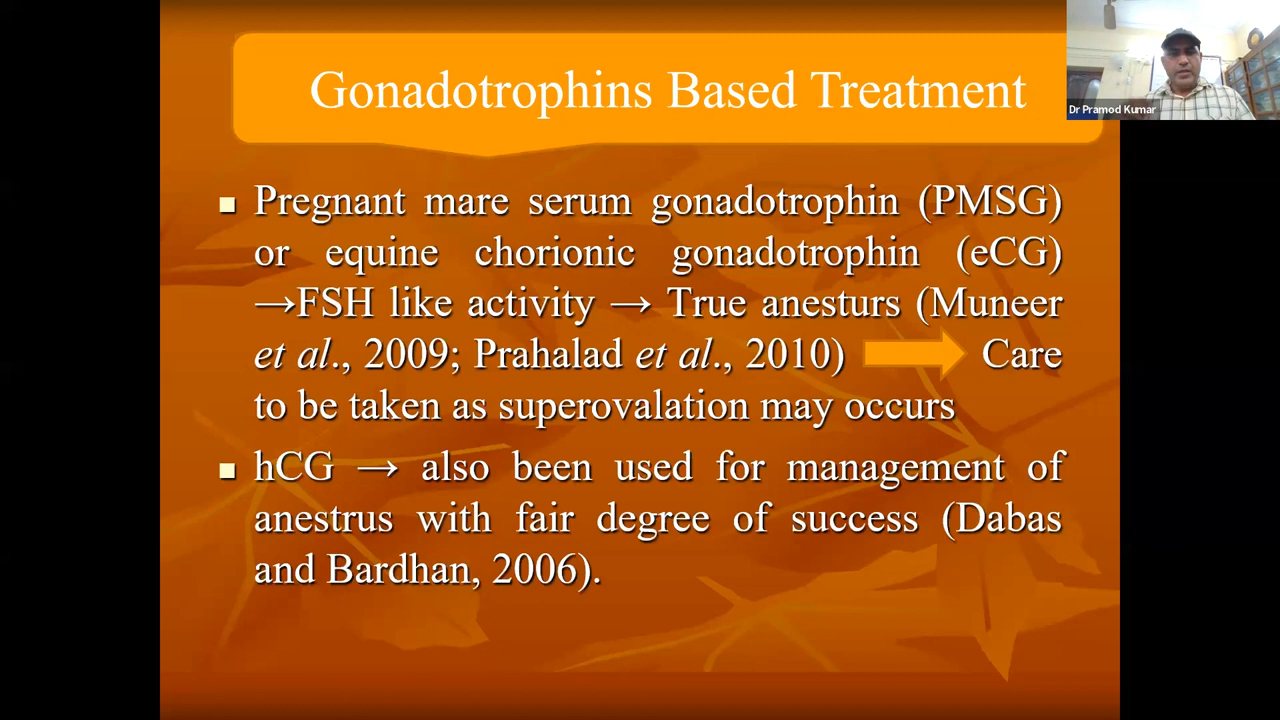 Gonadotrophins Based Treatment
Dr Pramod Kumar
Pregnant mare serum gonadotrophin (PMSG)
or equine chorionic gonadotrophin (eCG)
→FSH like activity → True anesturs (Muneer
et al., 2009; Prahalad et al., 2010) Care
to be taken as superovalation may occurs
hCG → also been used for management of
anestrus with fair degree of success (Dabas
and Bardhan, 2006).